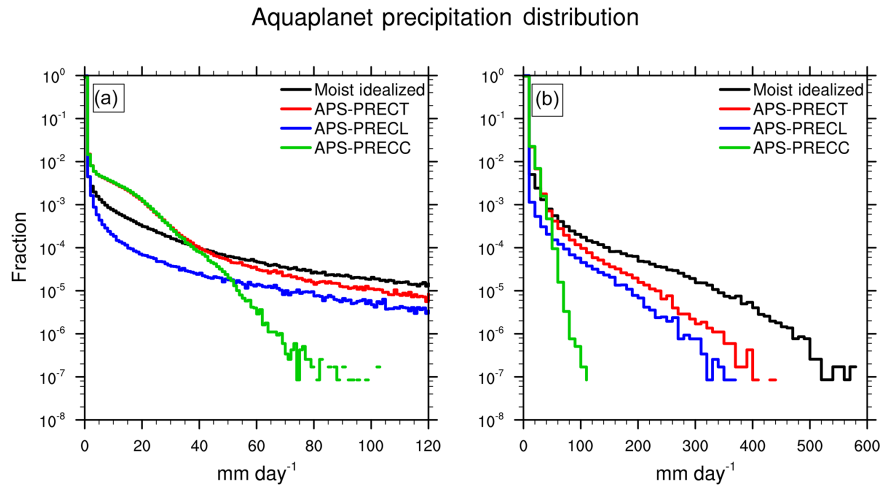 Aquaplanet precipitation distribution
(a)
Moist idealized
APS-PRECT
APS-PRECL
APS-PRECC
10⁰
10⁻¹
10⁻²
10⁻³
10⁻⁴
10⁻⁵
10⁻⁶
10⁻⁷
10⁻⁸
Fraction
0 20 40 60 80 100 120
mm day⁻¹
(b)
Moist idealized
APS-PRECT
APS-PRECL
APS-PRECC
10⁰
10⁻¹
10⁻²
10⁻³
10⁻⁴
10⁻⁵
10⁻⁶
10⁻⁷
10⁻⁸
0 100 200 300 400 500 600
mm day⁻¹